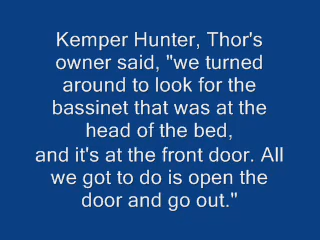 Kemper Hunter, Thor's
owner said, "we turned
around to look for the
bassinet that was at the
head of the bed,
and it's at the front door. All
we got to do is open the
door and go out."